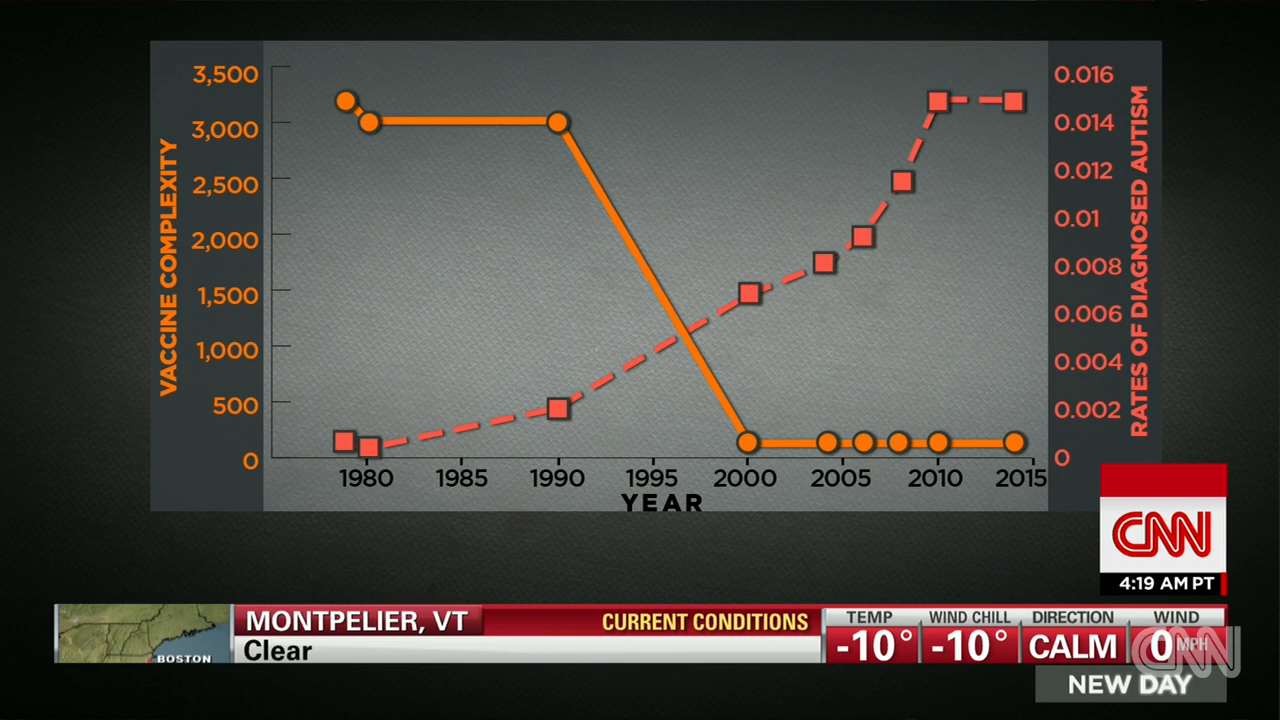 3,500
3,000
2,500
2,000
1,500
1,000
500
0
VACCINE COMPLEXITY
0.016
0.014
0.012
0.01
0.008
0.006
0.004
0.002
0
RATES OF DIAGNOSED AUTISM
1980 1985 1990 1995 2000 2005 2010 2015
YEAR
CNN
4:19 AM PT
BOSTON
MONTPELIER, VT CURRENT CONDITIONS
Clear
TEMP WIND CHILL DIRECTION WIND
-10° -10° CALM 0 MPH
CNN
NEW DAY